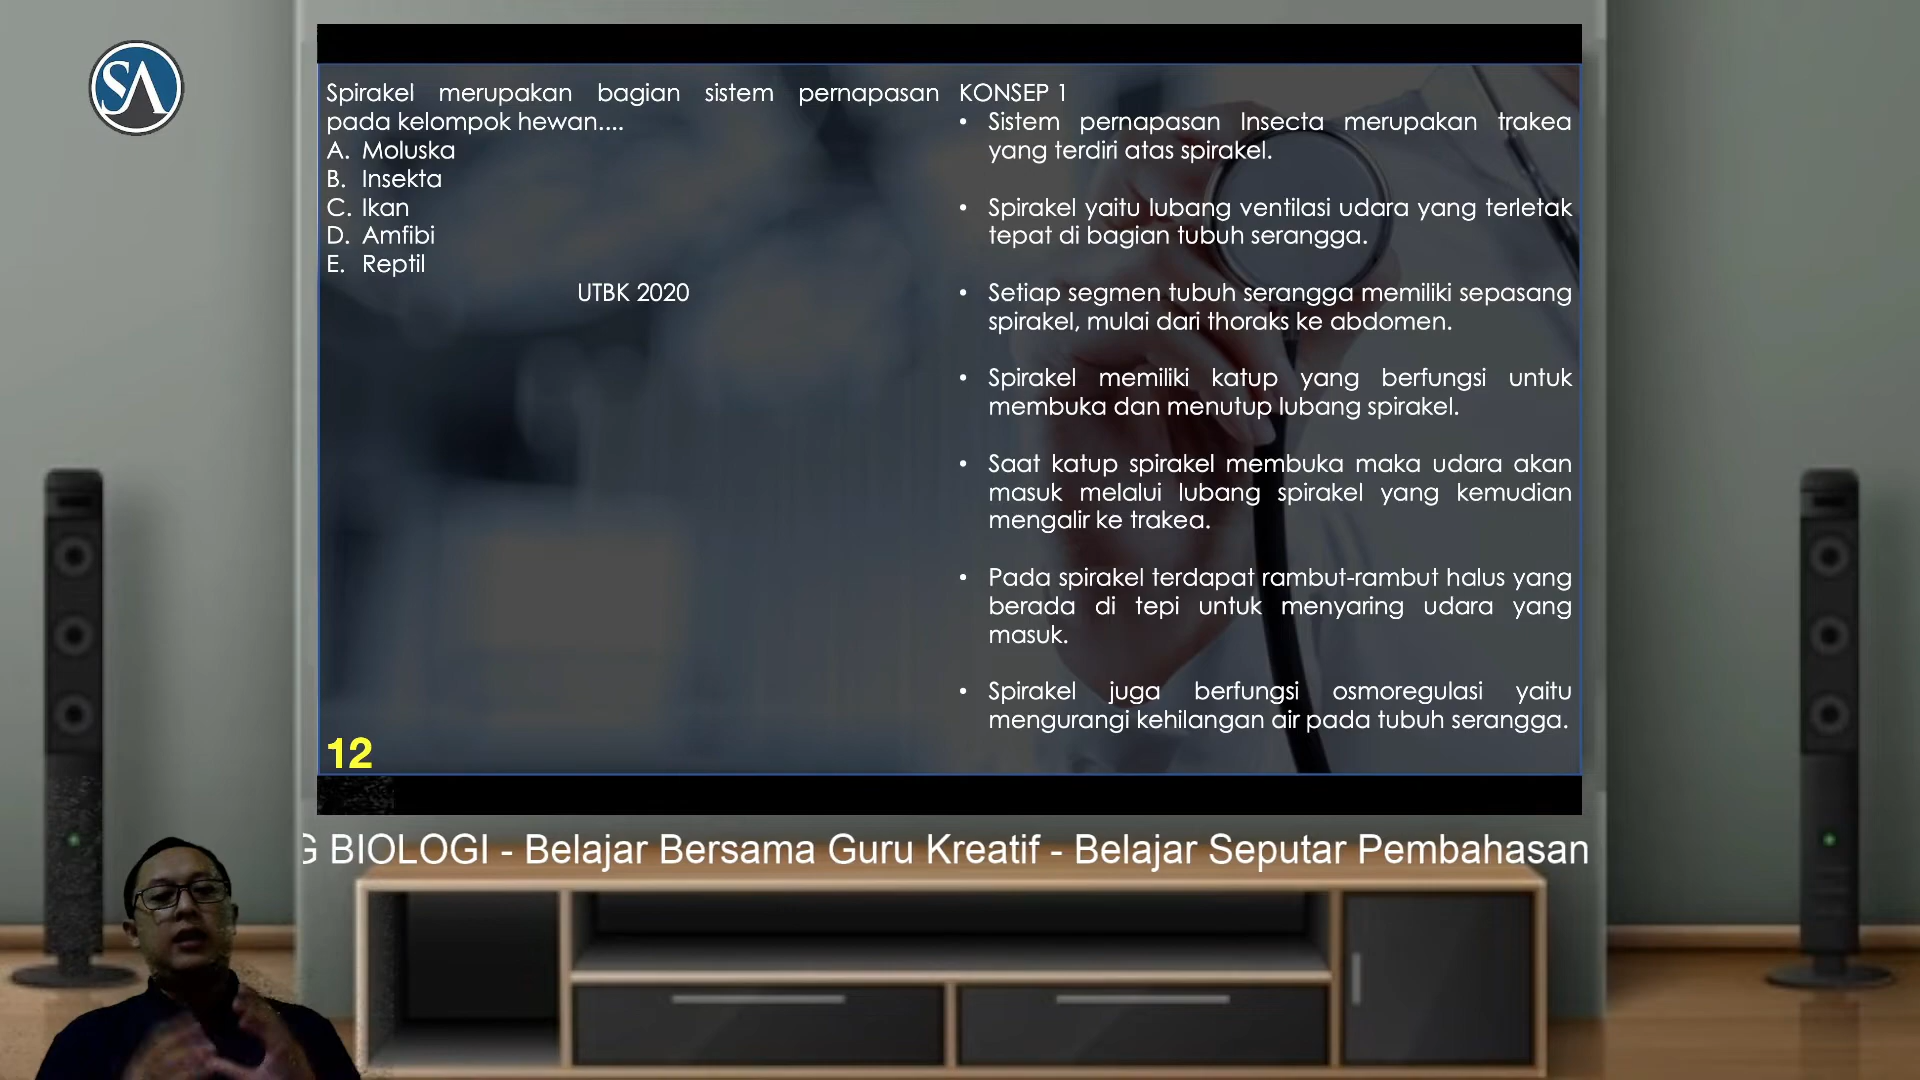 SA
Spirakel merupakan bagian sistem pernapasan
pada kelompok hewan....
A. Moluska
B. Insekta
C. Ikan
D. Amfibi
E. Reptil
UTBK 2020
12
KONSEP 1
• Sistem pernapasan Insecta merupakan trakea
yang terdiri atas spirakel.
• Spirakel yaitu lubang ventilasi udara yang terletak
tepat di bagian tubuh serangga.
• Setiap segmen tubuh serangga memiliki sepasang
spirakel, mulai dari thoraks ke abdomen.
• Spirakel memiliki katup yang berfungsi untuk
membuka dan menutup lubang spirakel.
• Saat katup spirakel membuka maka udara akan
masuk melalui lubang spirakel yang kemudian
mengalir ke trakea.
• Pada spirakel terdapat rambut-rambut halus yang
berada di tepi untuk menyaring udara yang
masuk.
• Spirakel juga berfungsi osmoregulasi yaitu
mengurangi kehilangan air pada tubuh serangga.
G BIOLOGI - Belajar Bersama Guru Kreatif - Belajar Seputar Pembahasan